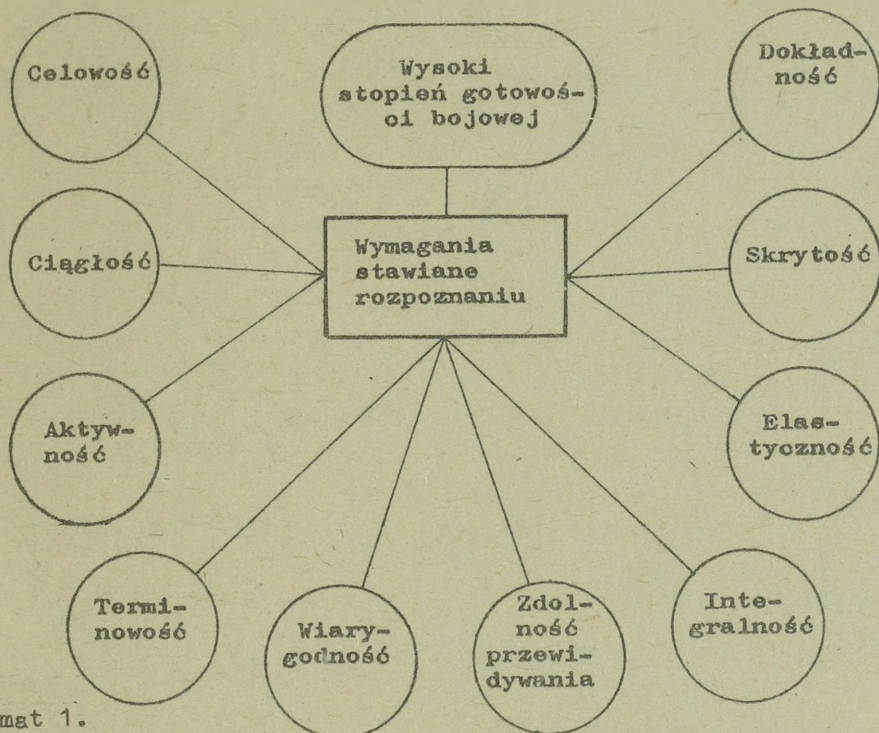 Celowość
Wysoki
stopień gotowoś-
ci bojowej
Dokład-
ność
Ciągłość
Wymagania
stawiane
rozpoznaniu
Skrytość
Aktyw-
ność
Elas-
tyczność
Termi-
nowość
Wiary-
godność
Zdol-
ność
przewi-
dywania
Inte-
gralność
mat 1.